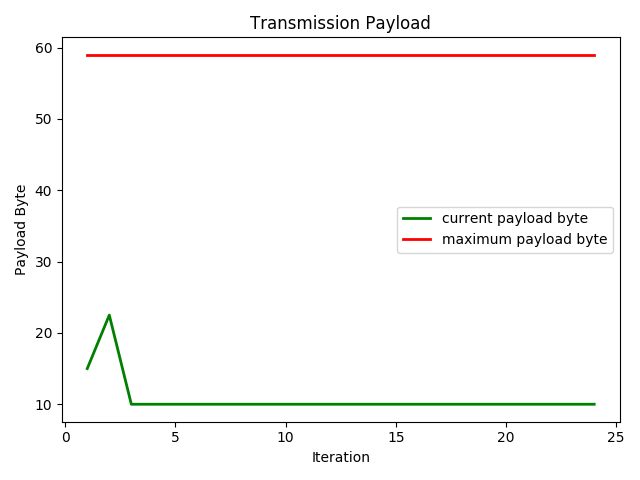 Transmission Payload
60
50
40
30
20
10
Payload Byte
current payload byte
maximum payload byte
0 5 10 15 20 25
Iteration